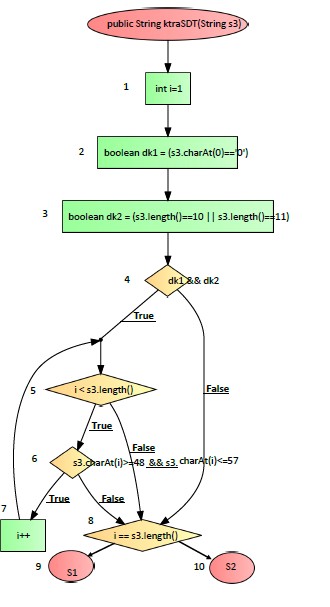 public String ktraSDT(String s3)
1
int i=1
2
boolean dk1 = (s3.charAt(0)=='0')
3
boolean dk2 = (s3.length()==10 || s3.length()==11)
4
dk1 && dk2
True
False
5
i < s3.length()
True
False
6
s3.charAt(i)>=48 && s3.charAt(i)<=57
True
False
7
i++
8
i == s3.length()
9
S1
10
S2